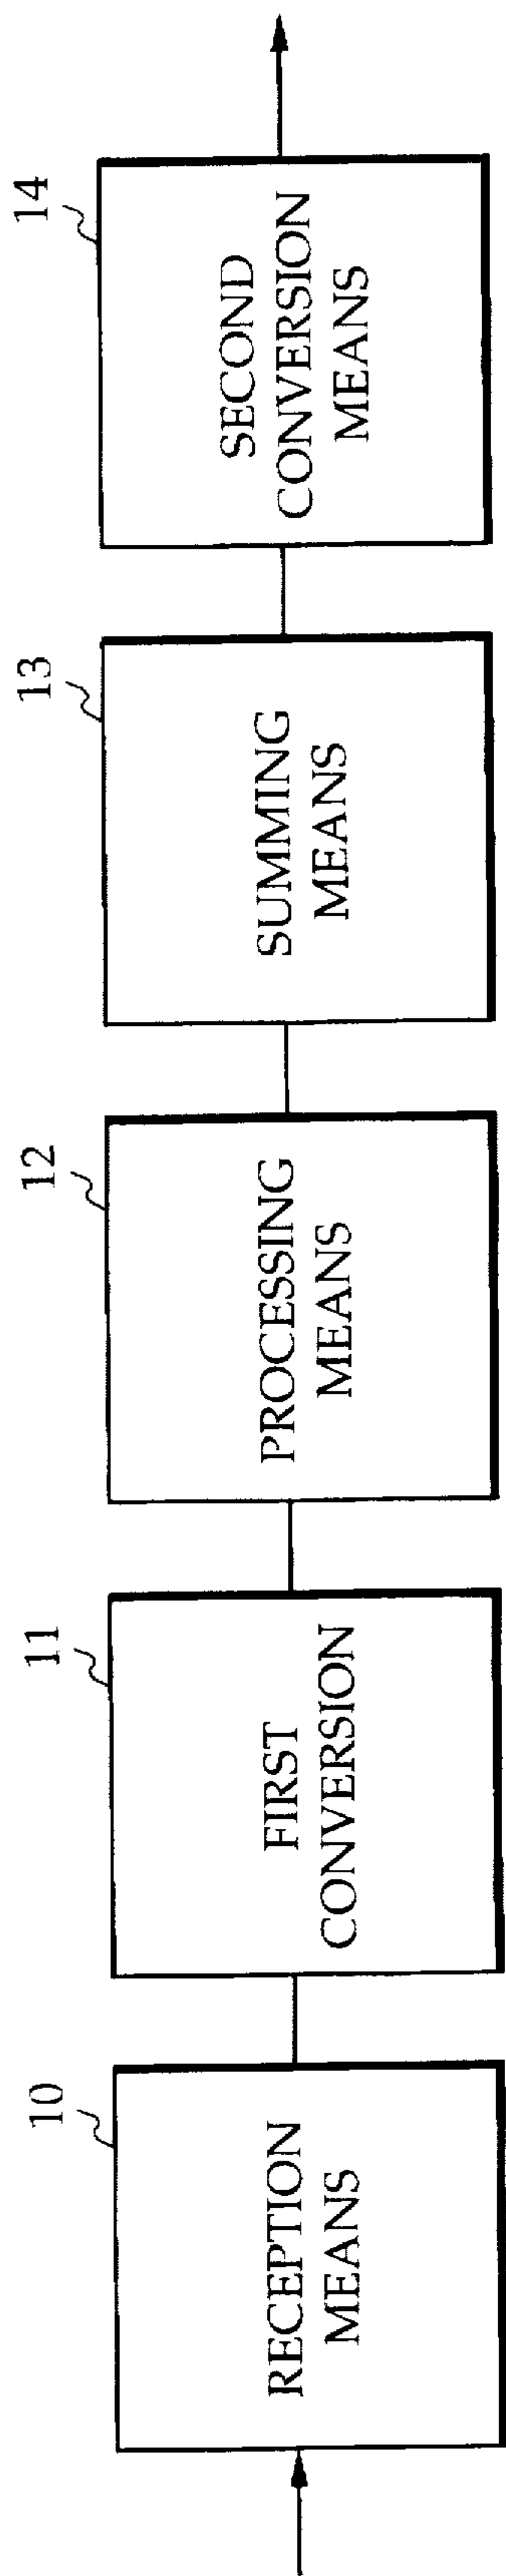 10
RECEPTION
MEANS
11
FIRST
CONVERSION
12
PROCESSING
MEANS
13
SUMMING
MEANS
14
SECOND
CONVERSION
MEANS